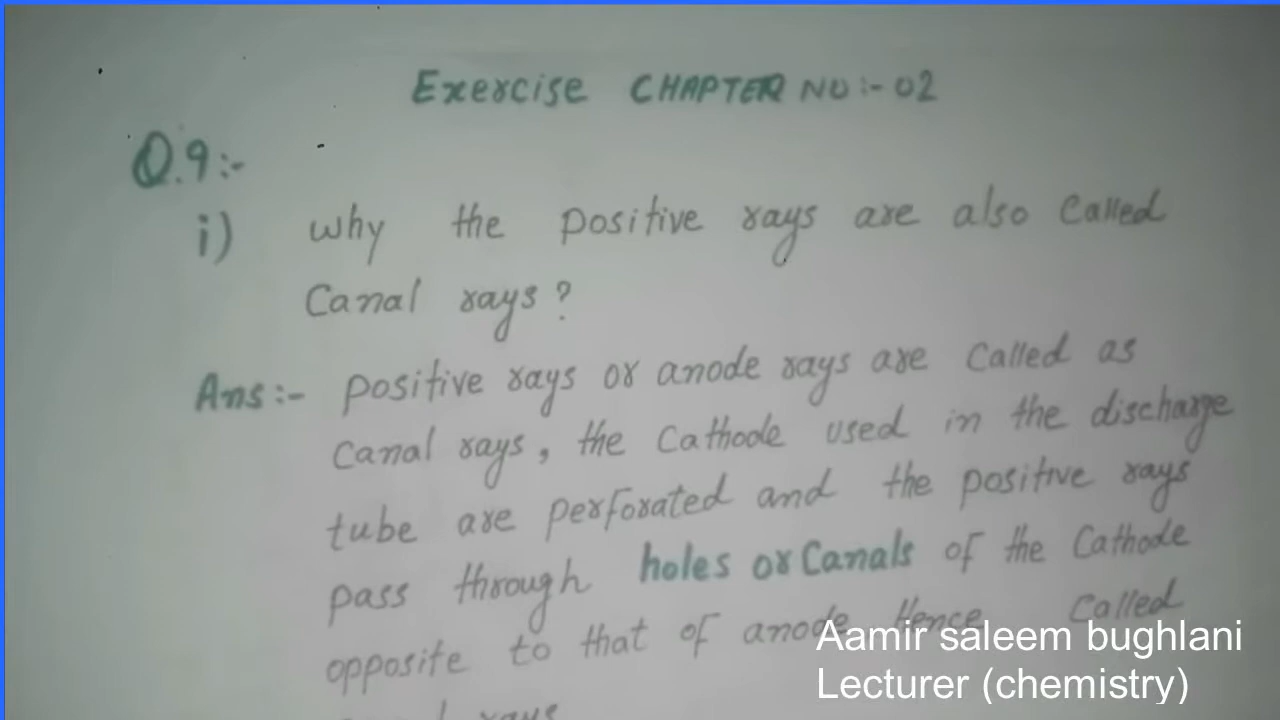 Exercise CHAPTER NO:- 02
Q.9:-
i) why the positive rays are also Called
Canal rays?
Ans:- positive rays or anode rays are Called as
Canal rays, the Cathode used in the discharge
tube are perforated and the positive rays
pass through holes or Canals of the Cathode
opposite to that of anode. Hence Called
rays
Aamir saleem bughlani
Lecturer (chemistry)